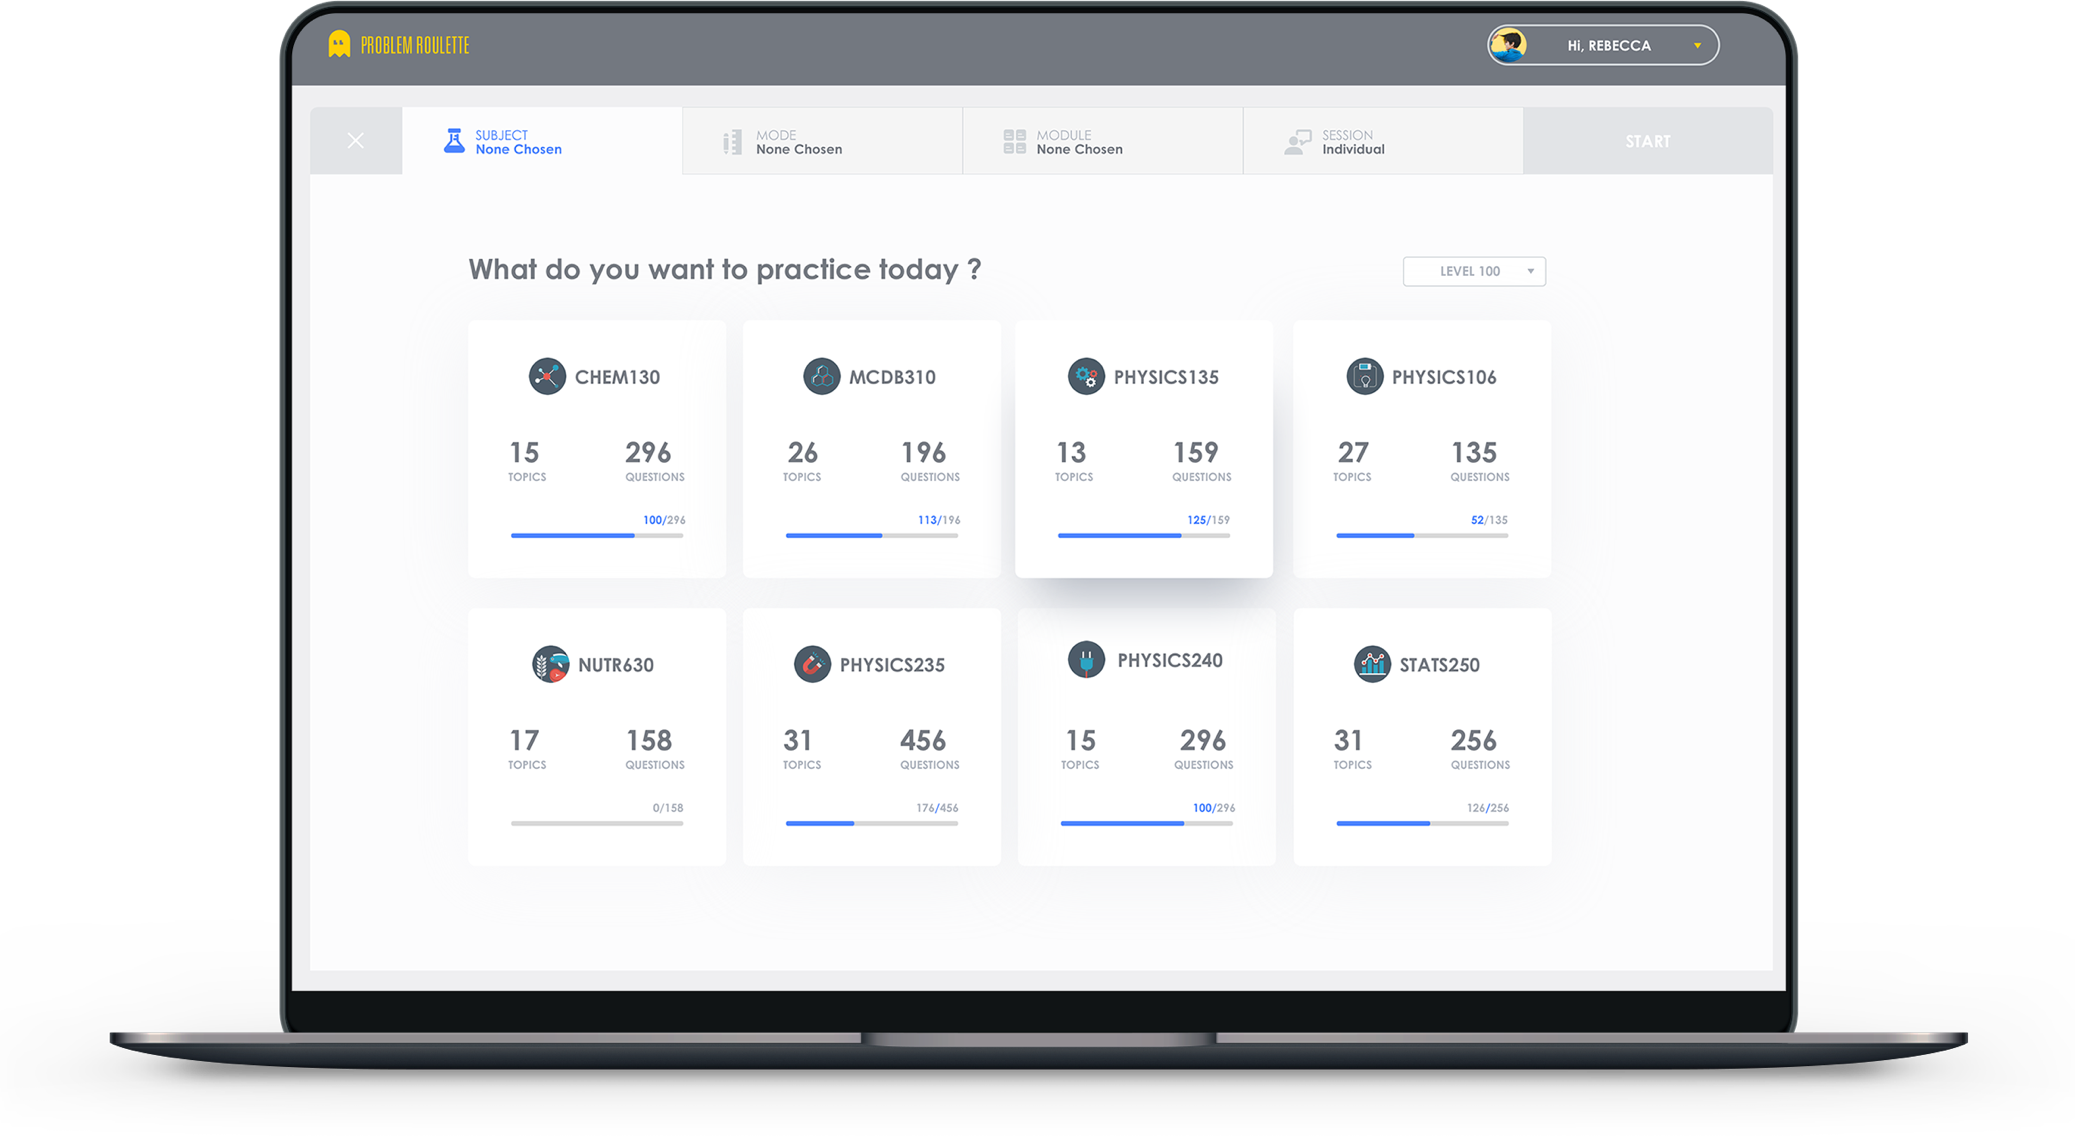 PROBLEM ROULETTE
Hi, REBECCA
SUBJECT
None Chosen
MODE
None Chosen
MODULE
None Chosen
SESSION
Individual
START
What do you want to practice today ?
LEVEL 100
CHEM130
15 296
TOPICS QUESTIONS
100/296
MCDB310
26 196
TOPICS QUESTIONS
113/196
PHYSICS135
13 159
TOPICS QUESTIONS
125/159
PHYSICS106
27 135
TOPICS QUESTIONS
52/135
NUTR630
17 158
TOPICS QUESTIONS
0/158
PHYSICS235
31 456
TOPICS QUESTIONS
176/456
PHYSICS240
15 296
TOPICS QUESTIONS
100/296
STATS250
31 256
TOPICS QUESTIONS
126/256